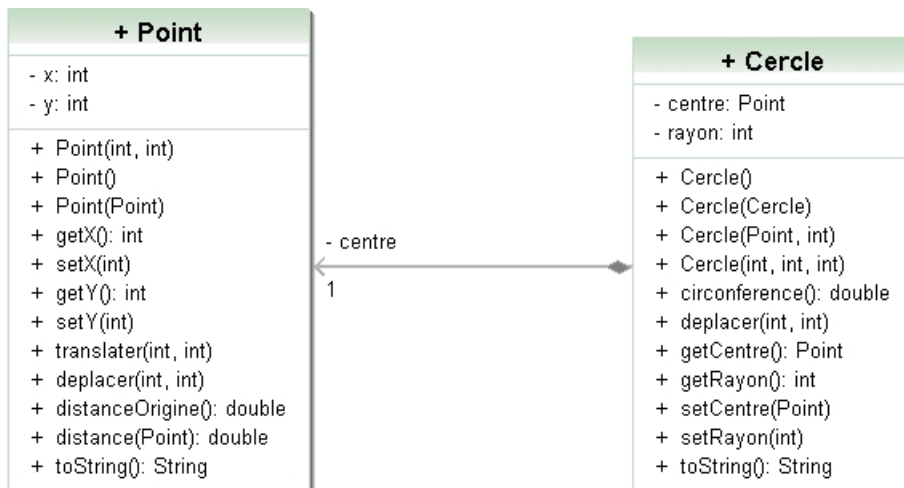 + Point
- x: int
- y: int
+ Point(int, int)
+ Point()
+ Point(Point)
+ getX(): int
+ setX(int)
+ getY(): int
+ setY(int)
+ translater(int, int)
+ deplacer(int, int)
+ distanceOrigine(): double
+ distance(Point): double
+ toString(): String
- centre
1
+ Cercle
- centre: Point
- rayon: int
+ Cercle()
+ Cercle(Cercle)
+ Cercle(Point, int)
+ Cercle(int, int, int)
+ circonference(): double
+ deplacer(int, int)
+ getCentre(): Point
+ getRayon(): int
+ setCentre(Point)
+ setRayon(int)
+ toString(): String